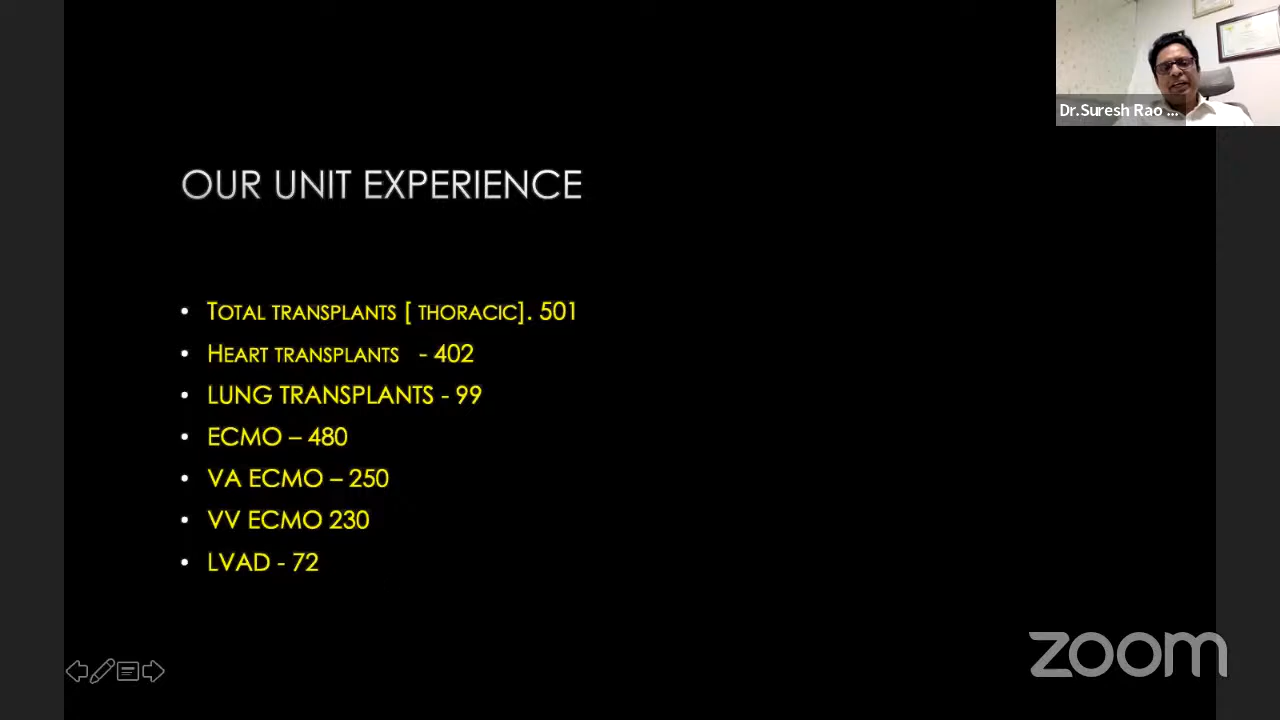 Dr.Suresh Rao ...
OUR UNIT EXPERIENCE
• Total transplants [ thoracic]. 501
• Heart transplants - 402
• LUNG TRANSPLANTS - 99
• ECMO – 480
• VA ECMO – 250
• VV ECMO 230
• LVAD - 72
zoom